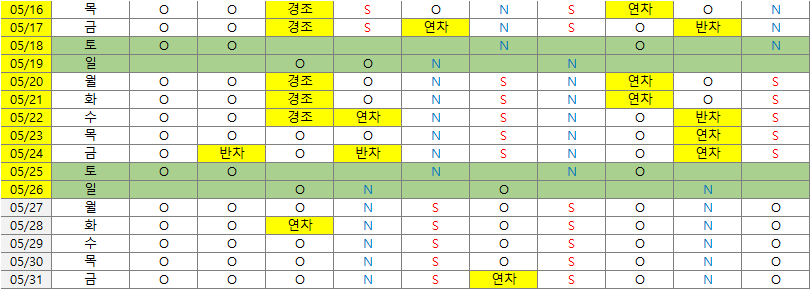 05/16 목 O O 경조 S O N S 연차 O N
05/17 금 O O 경조 S 연차 N S O 반차 N
05/18 토 O O N O N
05/19 일 O O N N
05/20 월 O O 경조 O N S N 연차 O S
05/21 화 O O 경조 O N S N 연차 O S
05/22 수 O O 경조 연차 N S N O 반차 S
05/23 목 O O O O N S N O 연차 S
05/24 금 O 반차 O 반차 N S N O 연차 S
05/25 토 O O N N O
05/26 일 O N O N
05/27 월 O O O N S O S O N O
05/28 화 O O 연차 N S O S O N O
05/29 수 O O O N S O S O N O
05/30 목 O O O N S O S O N O
05/31 금 O O O N S 연차 S O N O